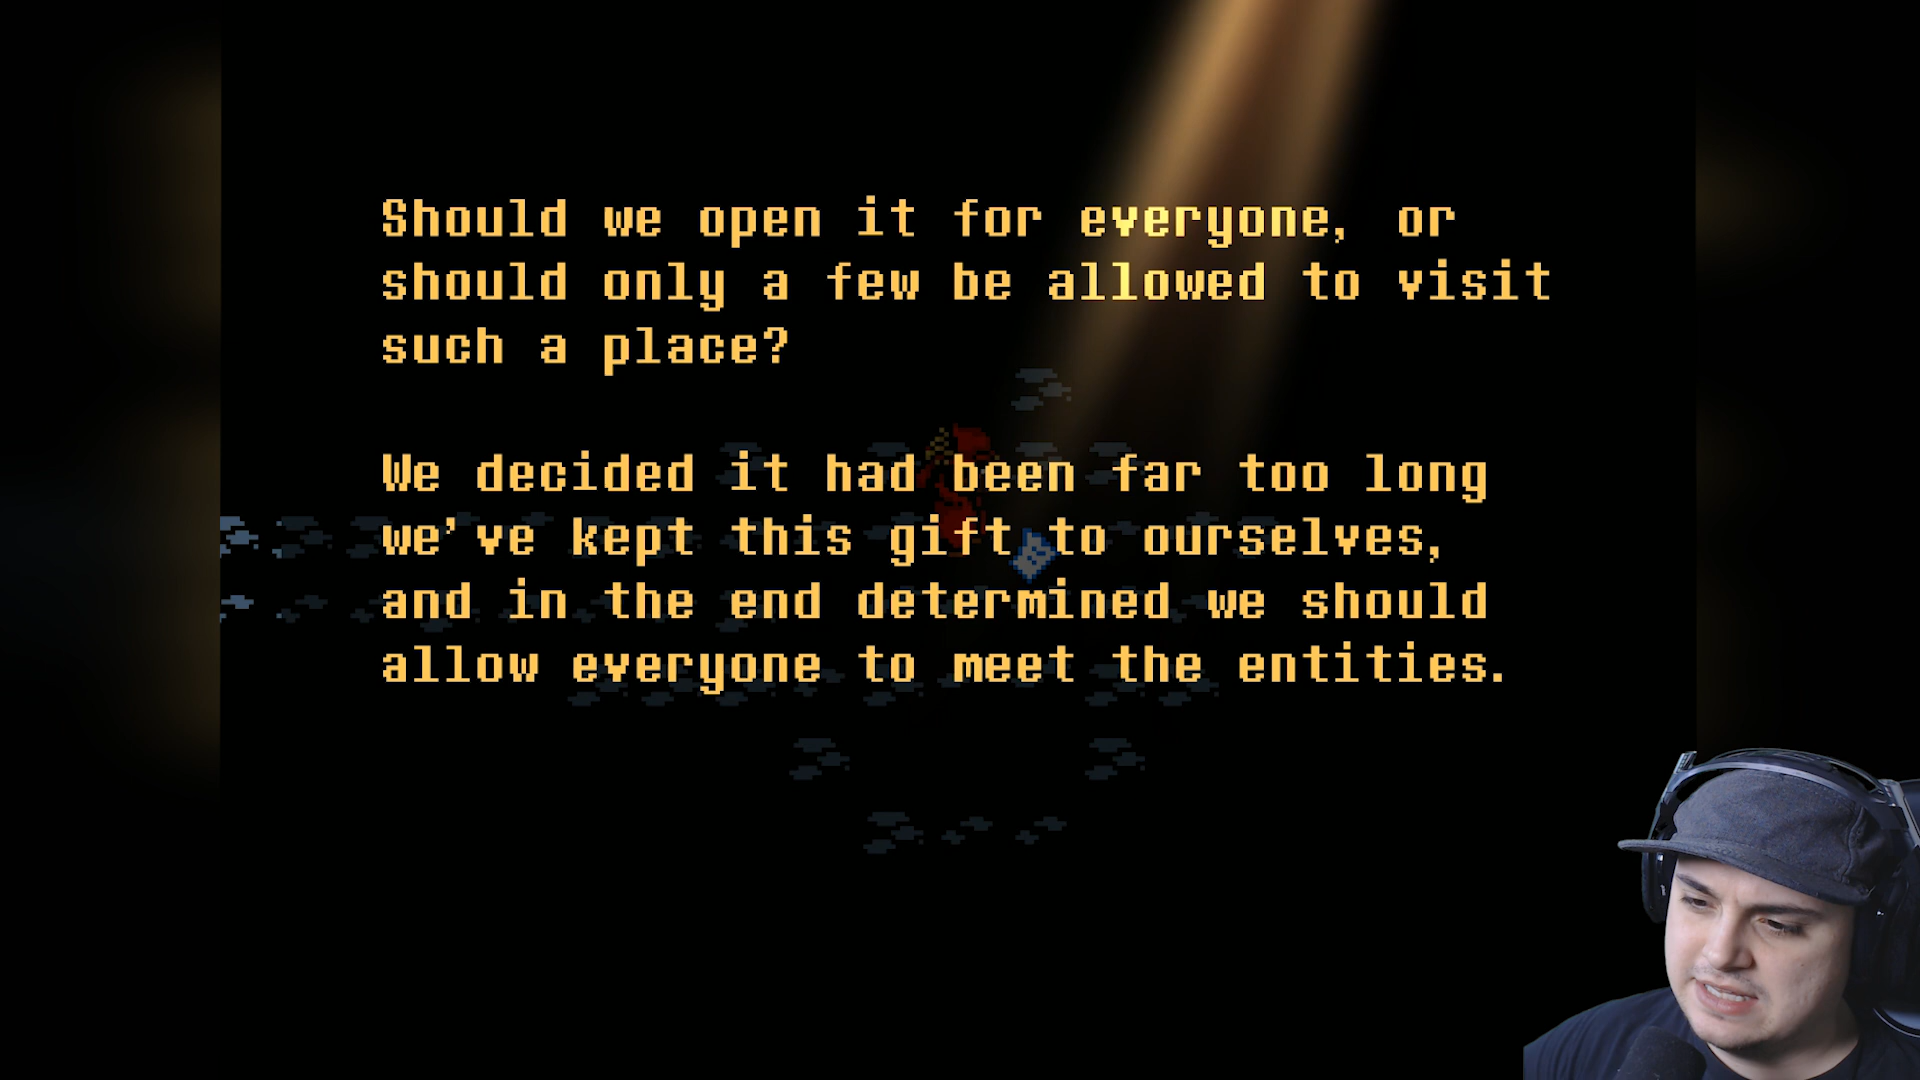 Should we open it for everyone, or
should only a few be allowed to visit
such a place?
We decided it had been far too long
we've kept this gift to ourselves,
and in the end determined we should
allow everyone to meet the entities.